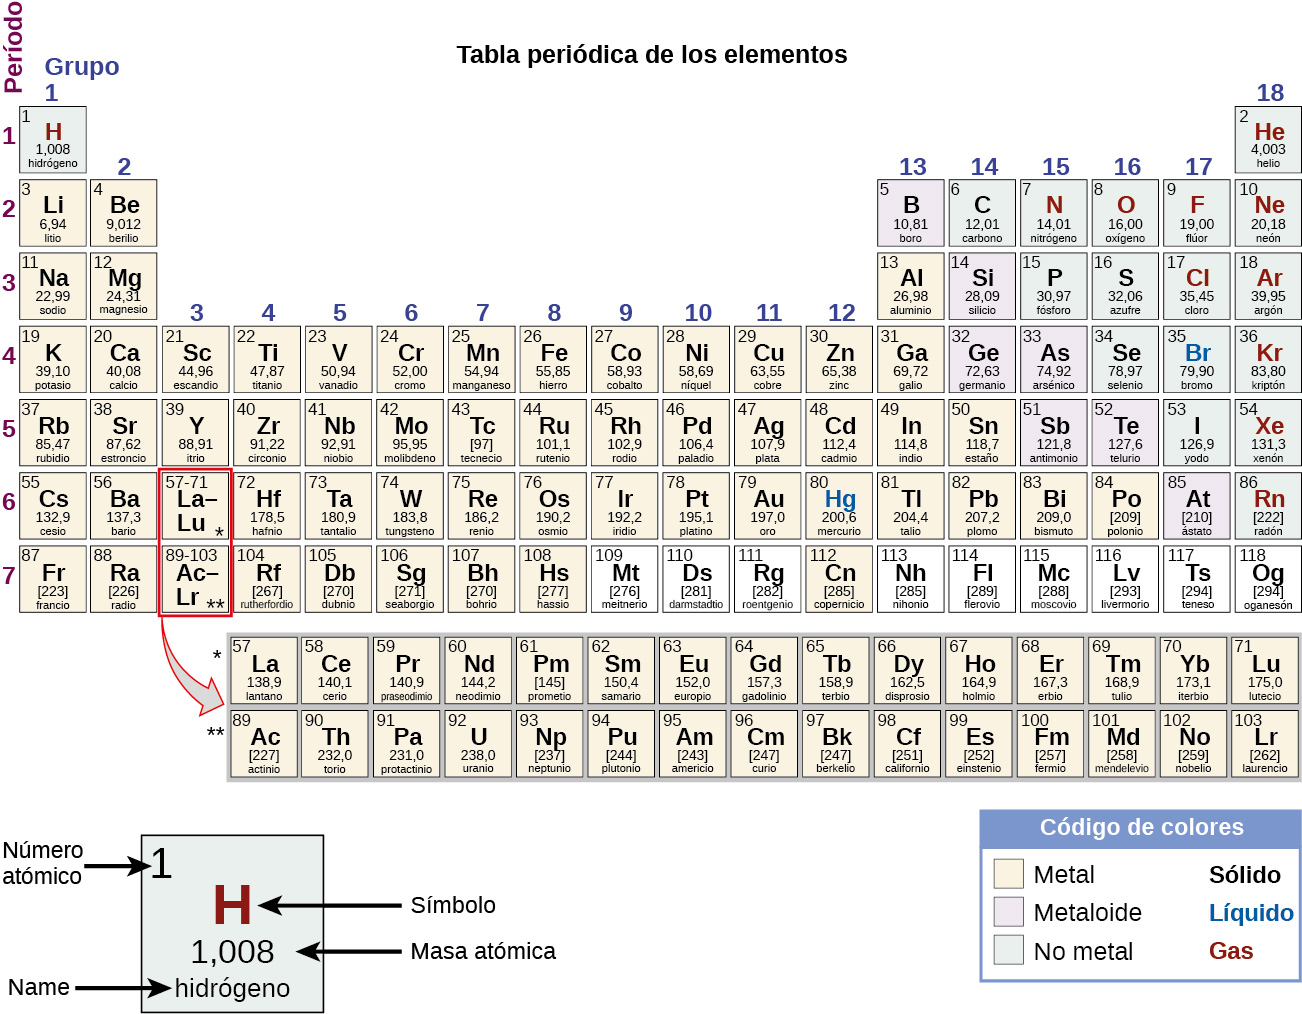 Tabla periódica de los elementos
Período
Grupo
1 18
1
1 H 1,008 hidrógeno
2 He 4,003 helio
2 13 14 15 16 17
2
3 Li 6,94 litio
4 Be 9,012 berilio
5 B 10,81 boro
6 C 12,01 carbono
7 N 14,01 nitrógeno
8 O 16,00 oxígeno
9 F 19,00 flúor
10 Ne 20,18 neón
3
11 Na 22,99 sodio
12 Mg 24,31 magnesio
13 Al 26,98 aluminio
14 Si 28,09 silicio
15 P 30,97 fósforo
16 S 32,06 azufre
17 Cl 35,45 cloro
18 Ar 39,95 argón
3 4 5 6 7 8 9 10 11 12
4
19 K 39,10 potasio
20 Ca 40,08 calcio
21 Sc 44,96 escandio
22 Ti 47,87 titanio
23 V 50,94 vanadio
24 Cr 52,00 cromo
25 Mn 54,94 manganeso
26 Fe 55,85 hierro
27 Co 58,93 cobalto
28 Ni 58,69 níquel
29 Cu 63,55 cobre
30 Zn 65,38 zinc
31 Ga 69,72 galio
32 Ge 72,63 germanio
33 As 74,92 arsénico
34 Se 78,97 selenio
35 Br 79,90 bromo
36 Kr 83,80 kriptón
5
37 Rb 85,47 rubidio
38 Sr 87,62 estroncio
39 Y 88,91 itrio
40 Zr 91,22 circonio
41 Nb 92,91 niobio
42 Mo 95,95 molibdeno
43 Tc [97] tecnecio
44 Ru 101,1 rutenio
45 Rh 102,9 rodio
46 Pd 106,4 paladio
47 Ag 107,9 plata
48 Cd 112,4 cadmio
49 In 114,8 indio
50 Sn 118,7 estaño
51 Sb 121,8 antimonio
52 Te 127,6 telurio
53 I 126,9 yodo
54 Xe 131,3 xenón
6
55 Cs 132,9 cesio
56 Ba 137,3 bario
57-71 La– Lu *
72 Hf 178,5 hafnio
73 Ta 180,9 tantalio
74 W 183,8 tungsteno
75 Re 186,2 renio
76 Os 190,2 osmio
77 Ir 192,2 iridio
78 Pt 195,1 platino
79 Au 197,0 oro
80 Hg 200,6 mercurio
81 Tl 204,4 talio
82 Pb 207,2 plomo
83 Bi 209,0 bismuto
84 Po [209] polonio
85 At [210] ástato
86 Rn [222] radón
7
87 Fr [223] francio
88 Ra [226] radio
89-103 Ac– Lr **
104 Rf [267] rutherfordio
105 Db [270] dubnio
106 Sg [271] seaborgio
107 Bh [270] bohrio
108 Hs [277] hassio
109 Mt [276] meitnerio
110 Ds [281] darmstadtio
111 Rg [282] roentgenio
112 Cn [285] copernicio
113 Nh [285] nihonio
114 Fl [289] flerovio
115 Mc [288] moscovio
116 Lv [293] livermorio
117 Ts [294] teneso
118 Og [294] oganesón
*
57 La 138,9 lantano
58 Ce 140,1 cerio
59 Pr 140,9 praseodimio
60 Nd 144,2 neodimio
61 Pm [145] prometio
62 Sm 150,4 samario
63 Eu 152,0 europio
64 Gd 157,3 gadolinio
65 Tb 158,9 terbio
66 Dy 162,5 disprosio
67 Ho 164,9 holmio
68 Er 167,3 erbio
69 Tm 168,9 tulio
70 Yb 173,1 iterbio
71 Lu 175,0 lutecio
**
89 Ac [227] actinio
90 Th 232,0 torio
91 Pa 231,0 protactinio
92 U 238,0 uranio
93 Np [237] neptunio
94 Pu [244] plutonio
95 Am [243] americio
96 Cm [247] curio
97 Bk [247] berkelio
98 Cf [251] californio
99 Es [252] einstenio
100 Fm [257] fermio
101 Md [258] mendelevio
102 No [259] nobelio
103 Lr [262] laurencio
Número
atómico
1
H
Símbolo
1,008
Masa atómica
Name
hidrógeno
Código de colores
Metal Sólido
Metaloide Líquido
No metal Gas